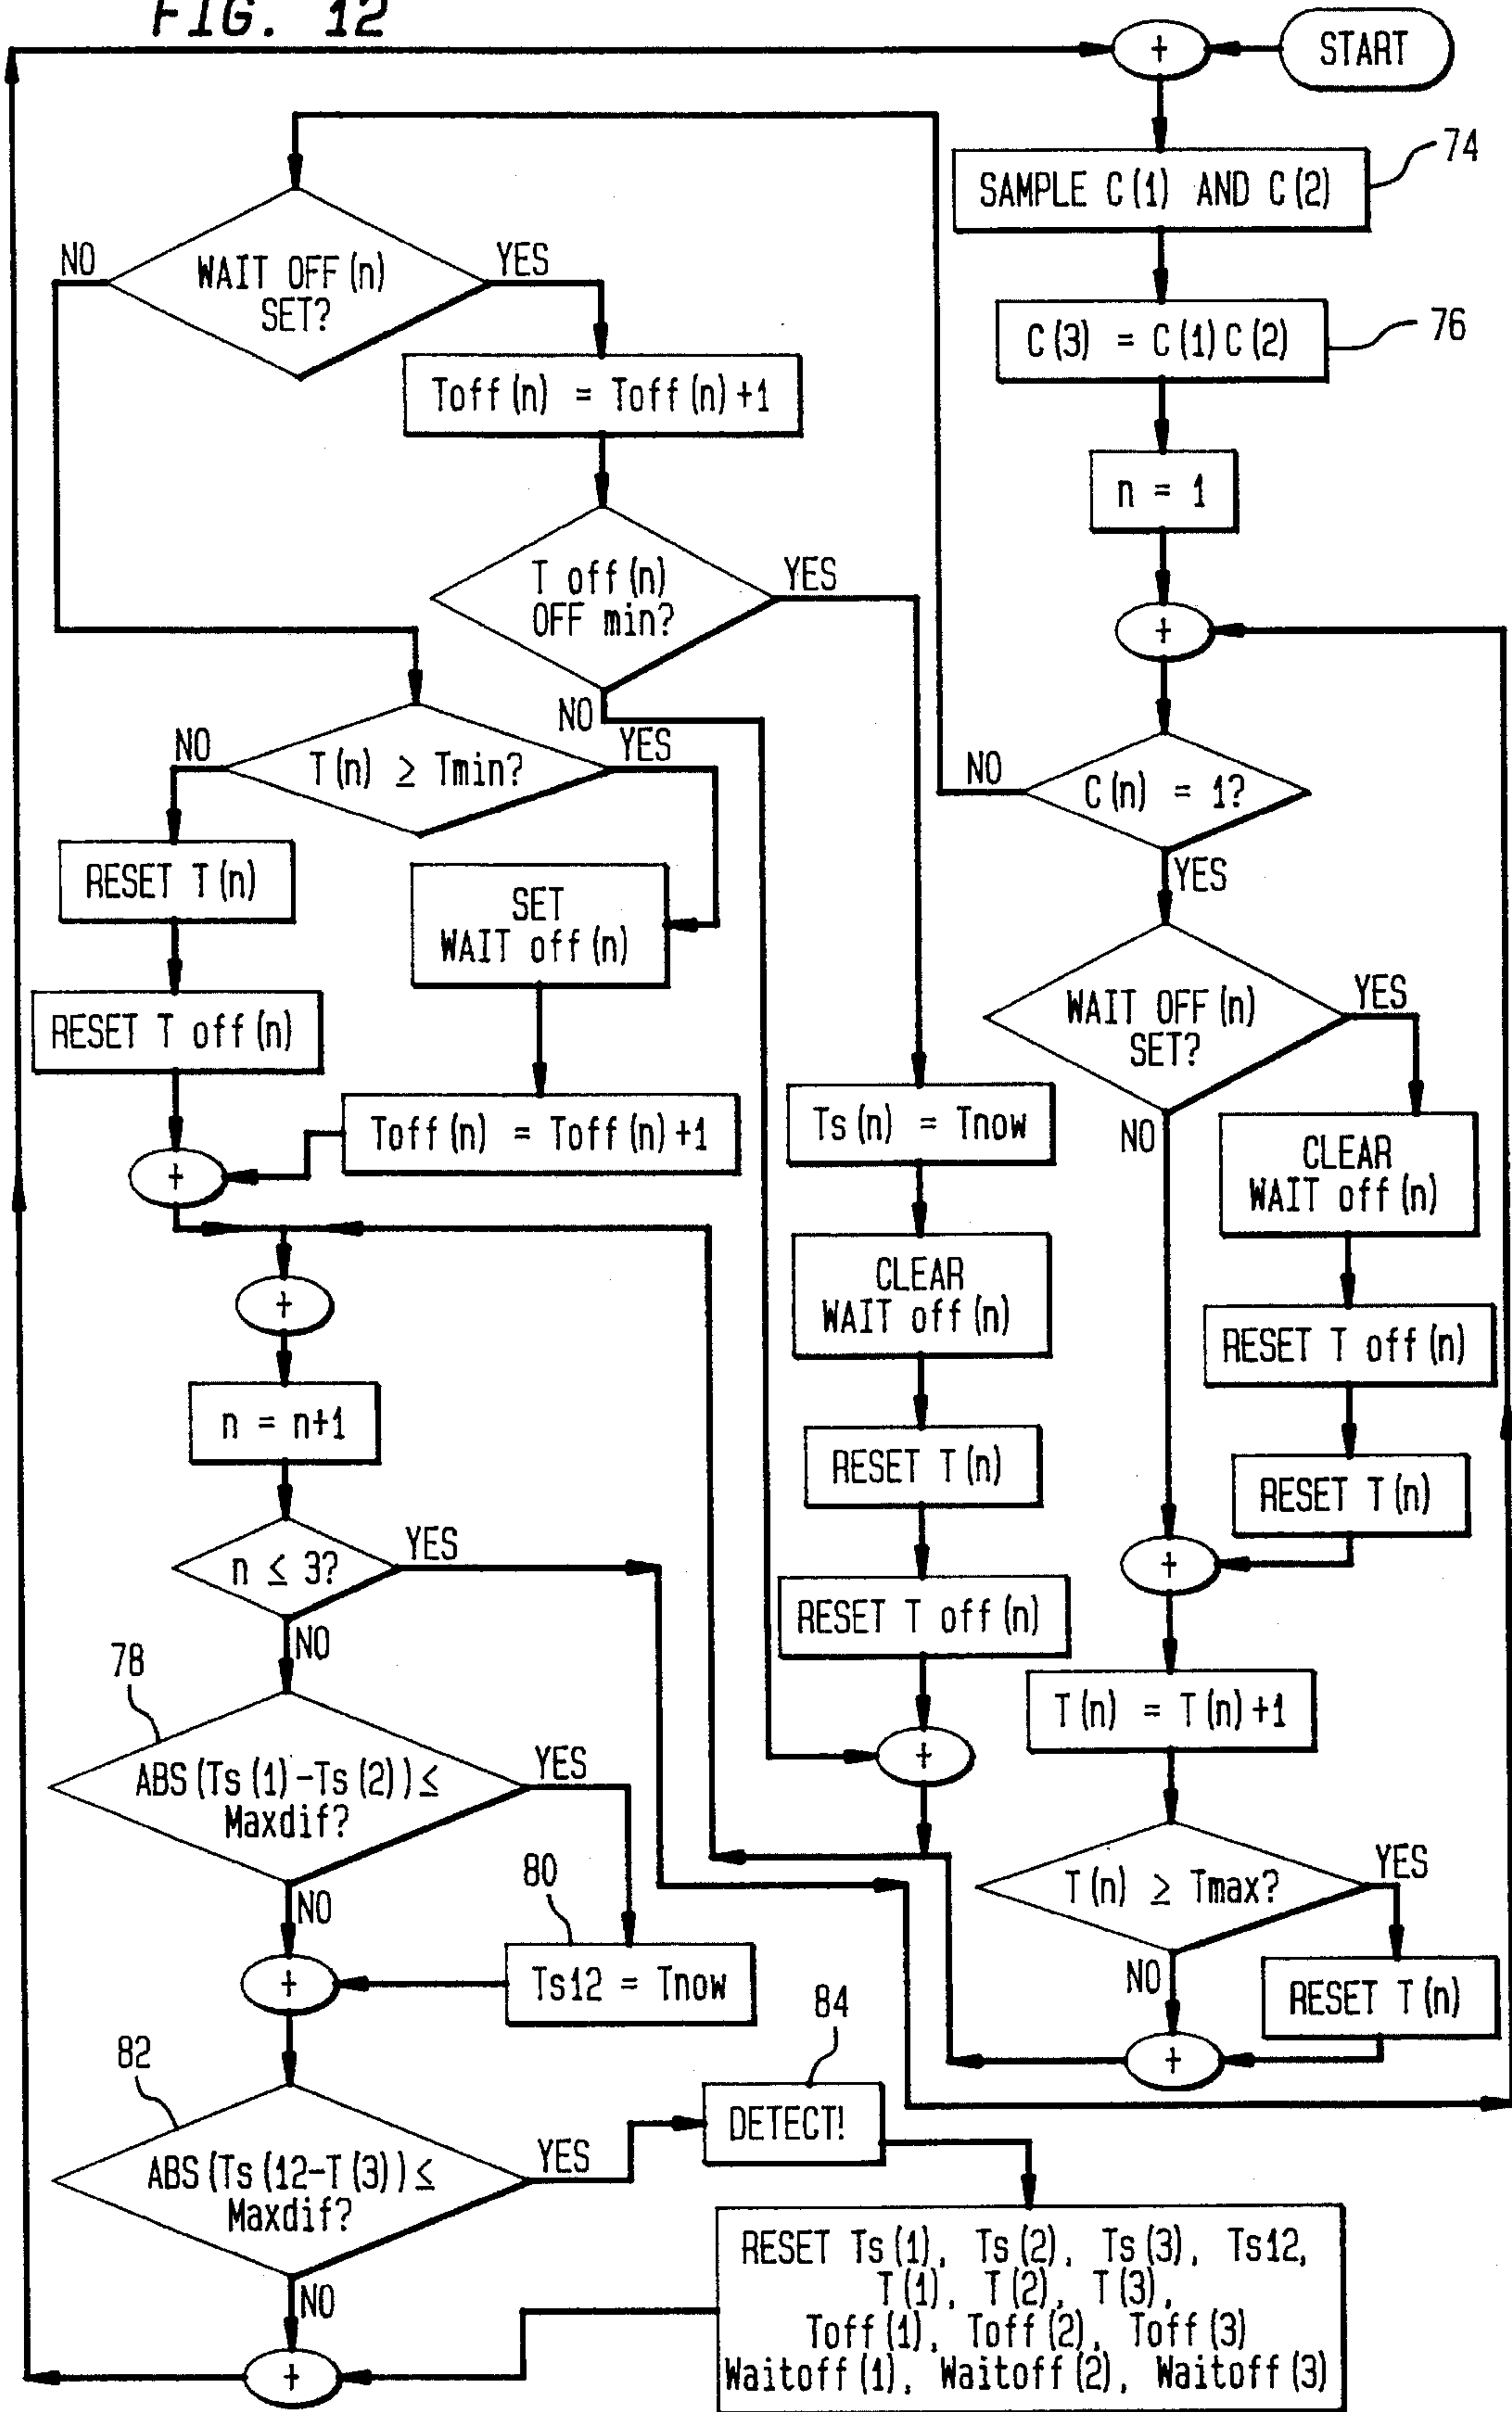 FIG. 12
START
+
74
SAMPLE C(1) AND C(2)
76
C(3) = C(1)C(2)
n = 1
+
C(n) = 1?
NO
YES
WAIT OFF(n)
SET?
YES
NO
CLEAR
WAIT off(n)
RESET T off(n)
RESET T(n)
+
T(n) = T(n)+1
T(n) ≥ Tmax?
YES
NO
RESET T(n)
+
WAIT OFF(n)
SET?
NO
YES
Toff(n) = Toff(n)+1
T off(n)
OFF min?
YES
NO
Ts(n) = Tnow
CLEAR
WAIT off(n)
RESET T(n)
RESET T off(n)
+
T(n) ≥ Tmin?
NO
YES
RESET T(n)
RESET T off(n)
SET
WAIT off(n)
Toff(n) = Toff(n)+1
+
+
n = n+1
n ≤ 3?
YES
NO
78
ABS(Ts(1)-Ts(2))≤
Maxdif?
YES
NO
80
Ts12 = Tnow
+
82
ABS(Ts(12-T(3))≤
Maxdif?
YES
NO
84
DETECT!
RESET Ts(1), Ts(2), Ts(3), Ts12,
T(1), T(2), T(3),
Toff(1), Toff(2), Toff(3)
Waitoff(1), Waitoff(2), Waitoff(3)
+